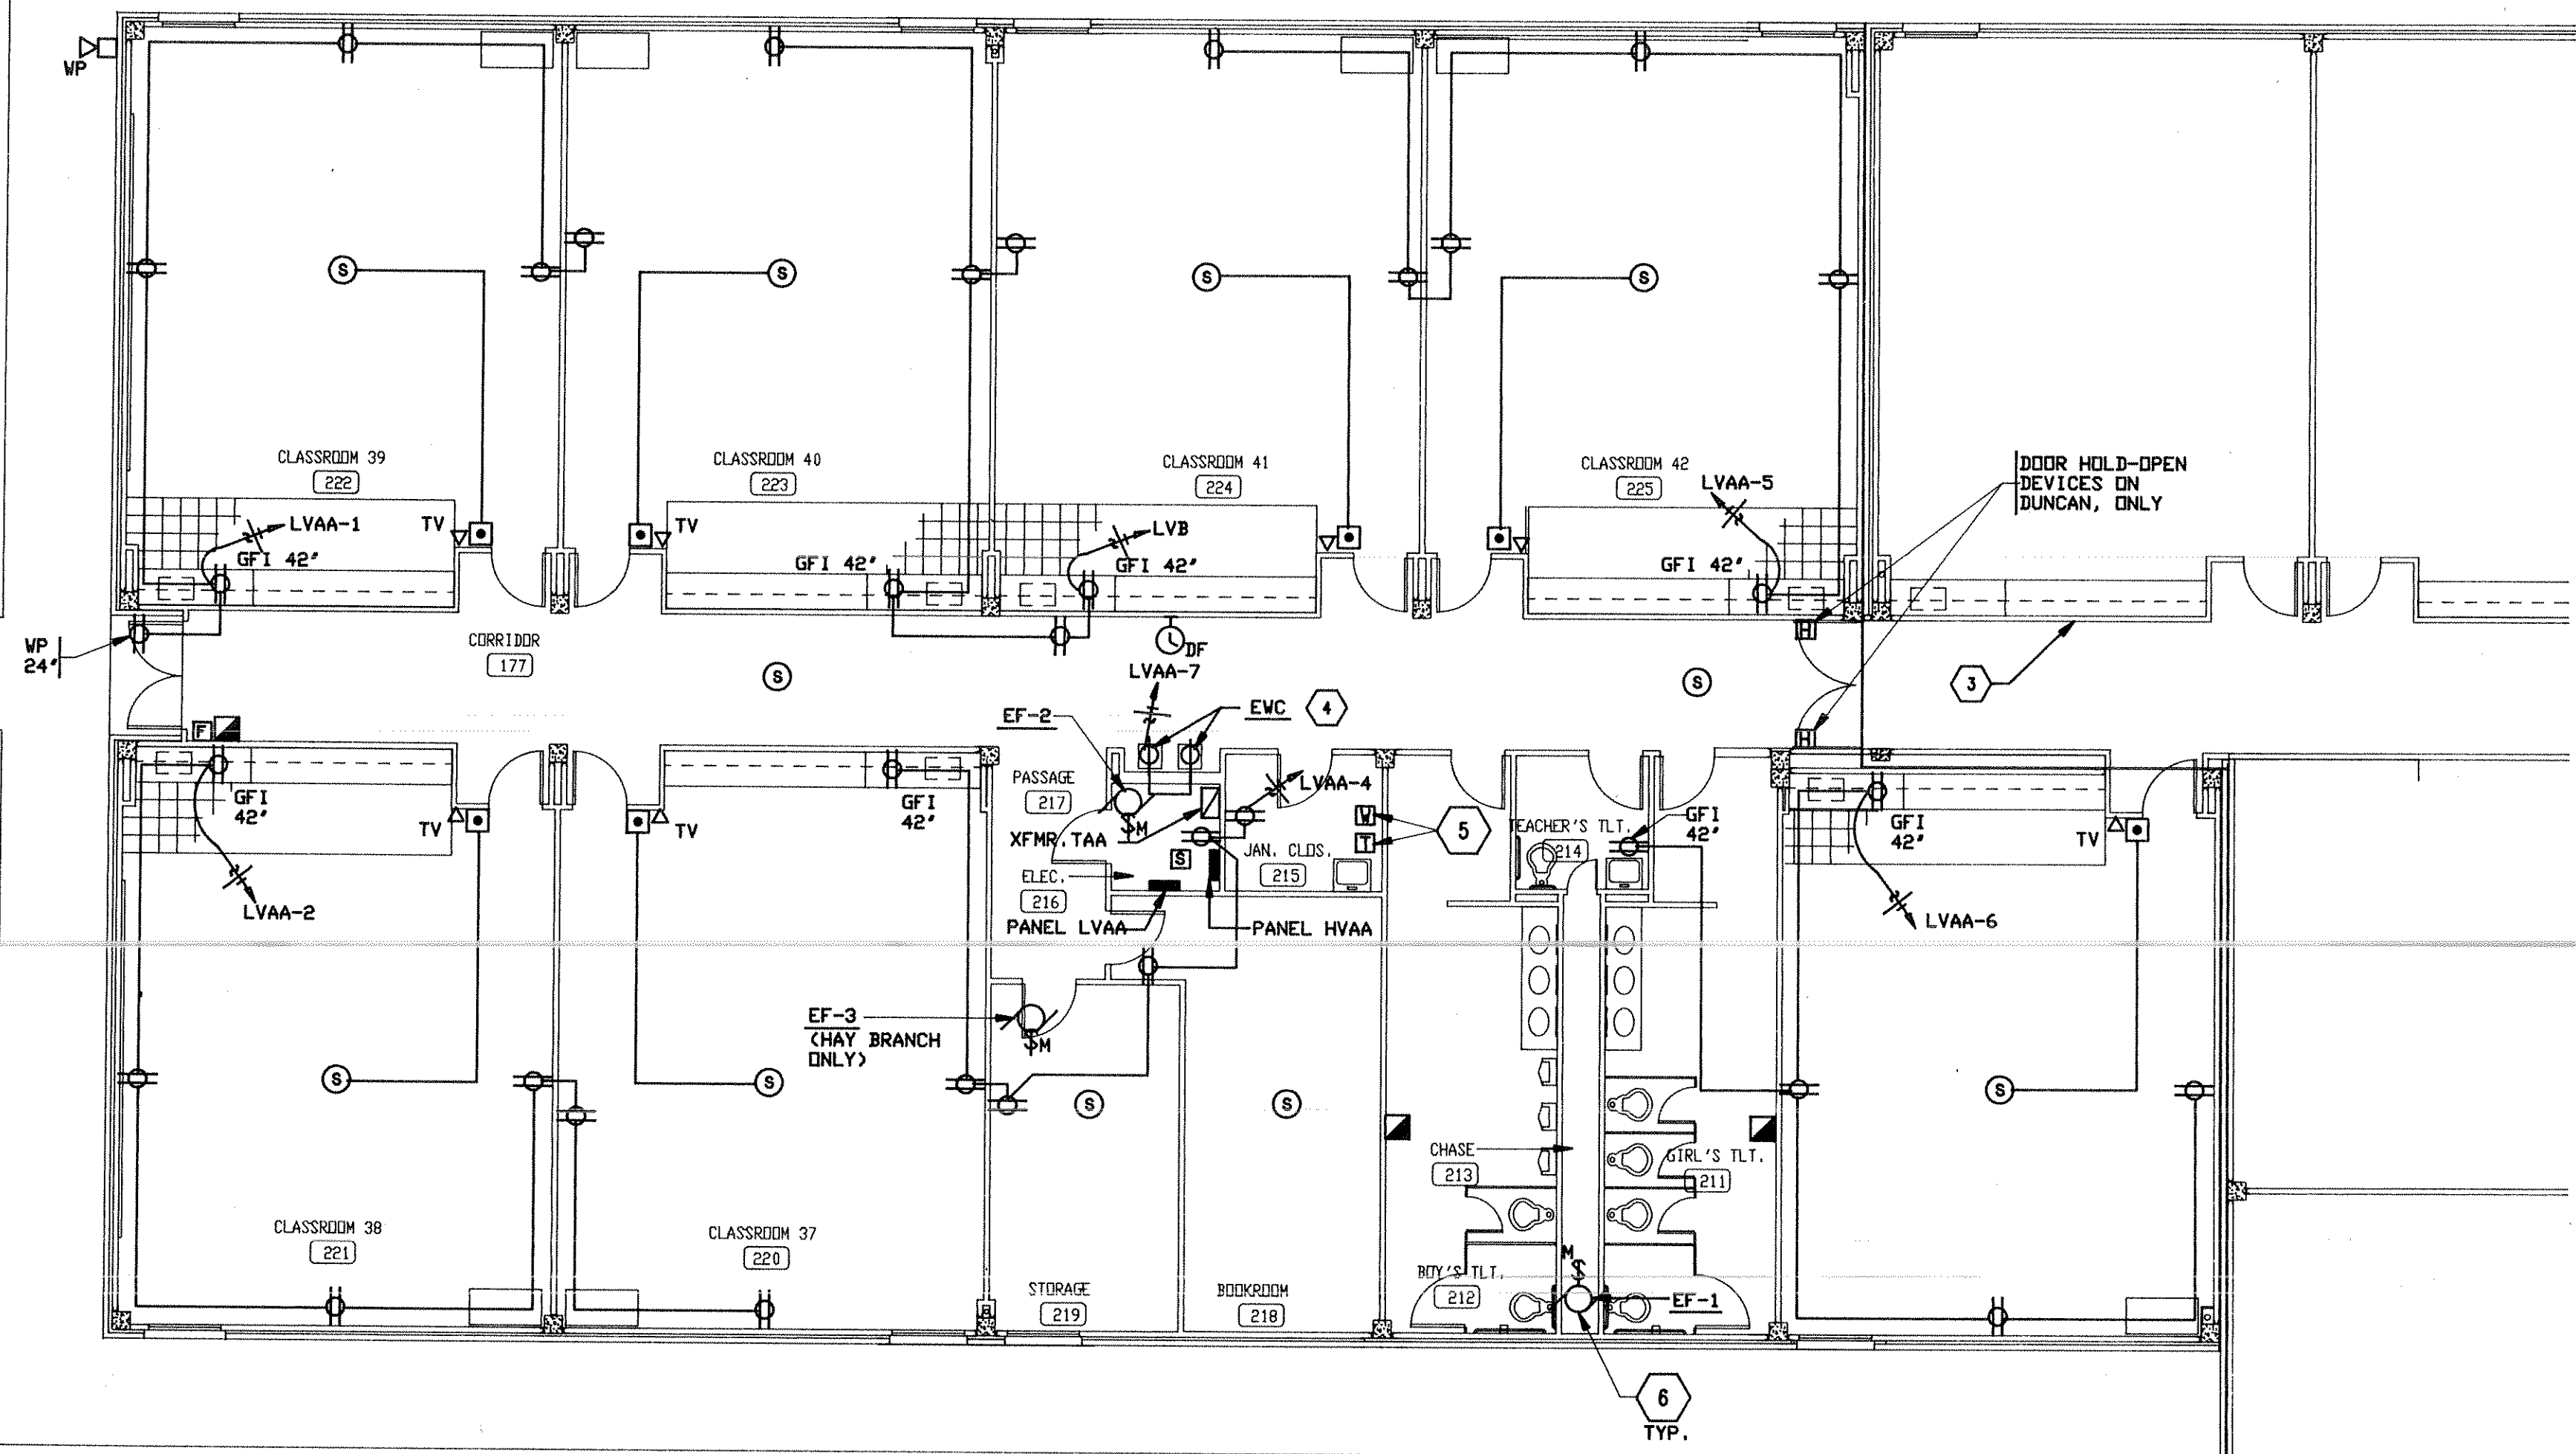 WP
S
S
S
S
CLASSROOM 39
222
CLASSROOM 40
223
CLASSROOM 41
224
CLASSROOM 42
225
DOOR HOLD-OPEN
DEVICES ON
DUNCAN, ONLY
LVAA-1
TV
TV
LVB
LVAA-5
GFI 42"
GFI 42"
GFI 42"
GFI 42"
WP
24"
CORRIDOR
177
S
DF
LVAA-7
S
H
3
EF-2
EWC
4
F
H
GFI
42"
TV
TV
GFI
42"
PASSAGE
217
M
XFMR. TAA
S
ELEC.
216
LVAA-4
JAN. CLOS.
215
W
T
5
TEACHER'S TLT.
214
GFI
42"
GFI
42"
TV
LVAA-2
PANEL LVAA
PANEL HVAA
LVAA-6
EF-3
(HAY BRANCH
ONLY)
M
S
S
S
S
S
CHASE
213
GIRL'S TLT.
211
CLASSROOM 38
221
CLASSROOM 37
220
STORAGE
219
BOOKROOM
218
BOY'S TLT.
212
M
EF-1
6
TYP.